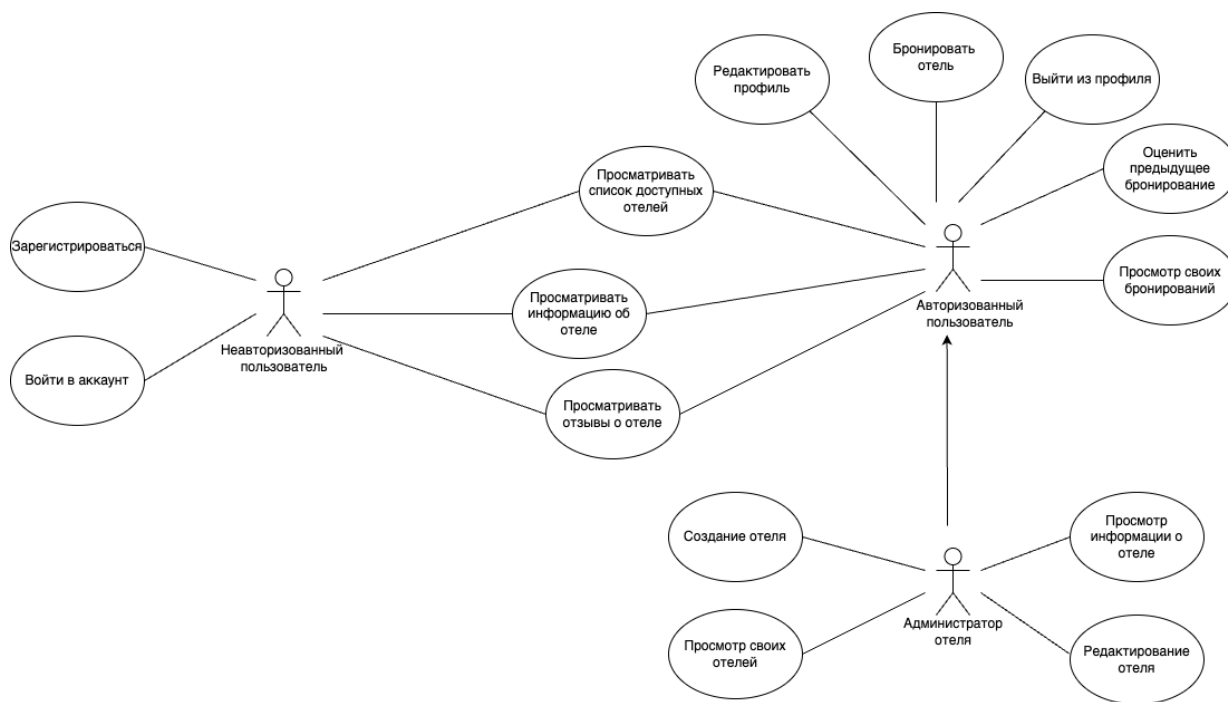 Бронировать
отель
Редактировать
профиль
Выйти из профиля
Оценить
предыдущее
бронирование
Просматривать
список доступных
отелей
Зарегистрироваться
Просмотр своих
бронирований
Просматривать
информацию об
отеле
Авторизованный
пользователь
Неавторизованный
пользователь
Войти в аккаунт
Просматривать
отзывы о отеле
Создание отеля
Просмотр
информации о
отеле
Администратор
отеля
Просмотр своих
отелей
Редактирование
отеля